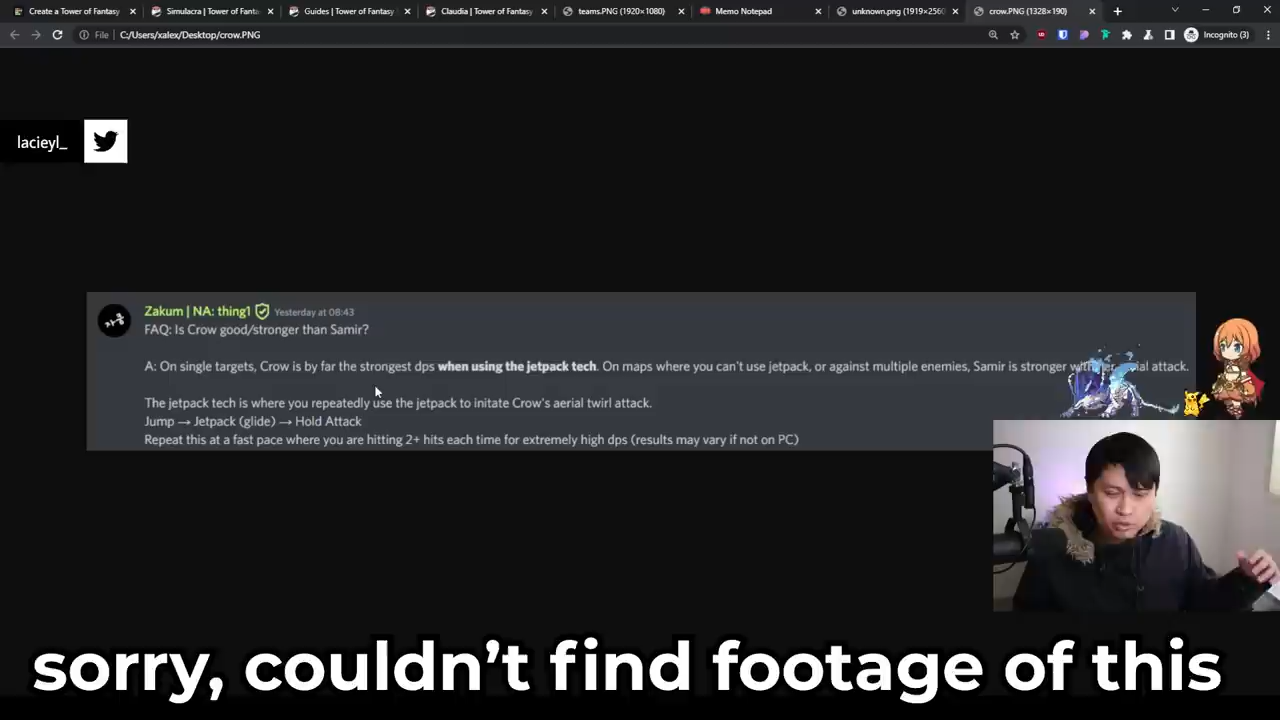 Create a Tower of Fantasy
Simulacra | Tower of Fanta
Guides | Tower of Fantasy
Claudia | Tower of Fantasy
teams.PNG (1920×1080)
Memo Notepad
unknown.png (1919×2560
crow.PNG (1328×190)
File
C:/Users/xalex/Desktop/crow.PNG
Incognito (3)
lacieyl_
Zakum | NA: thing1 Yesterday at 08:43
FAQ: Is Crow good/stronger than Samir?
A: On single targets, Crow is by far the strongest dps when using the jetpack tech. On maps where you can't use jetpack, or against multiple enemies, Samir is stronger attack.
The jetpack tech is where you repeatedly use the jetpack to initate Crow's aerial twirl attack.
Jump → Jetpack (glide) → Hold Attack
Repeat this at a fast pace where you are hitting 2+ hits each time for extremely high dps (results may vary if not on PC)
sorry, couldn't find footage of this